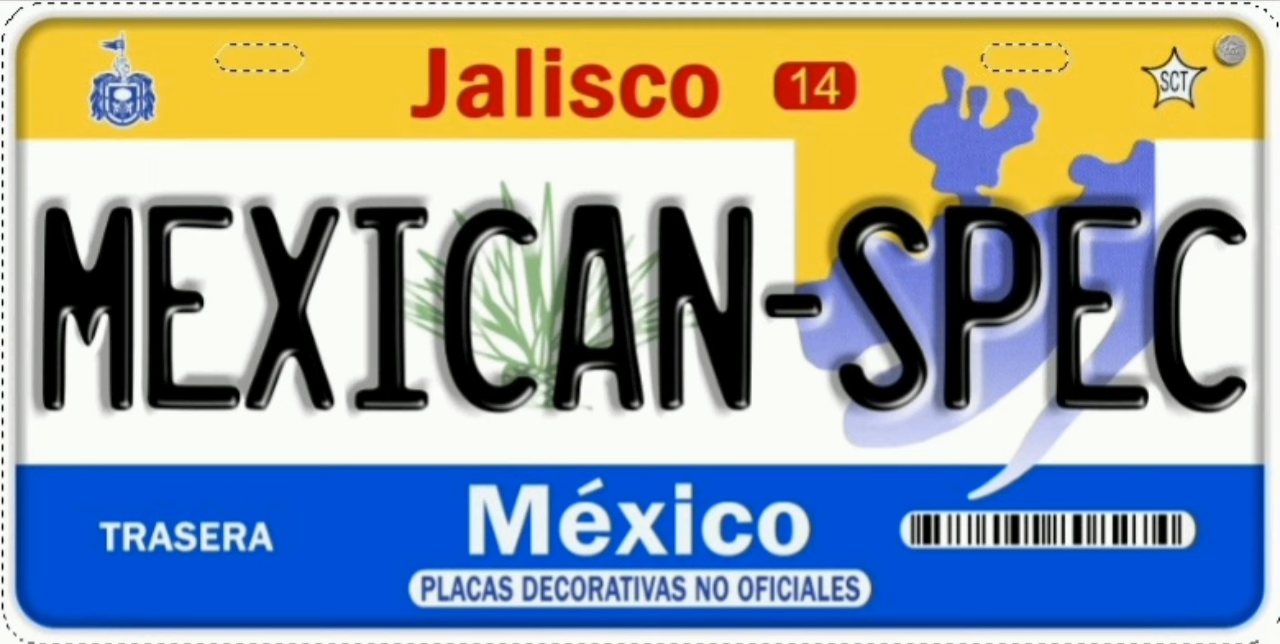 Jalisco 14 SCT
MEXICAN-SPEC
TRASERA México
PLACAS DECORATIVAS NO OFICIALES